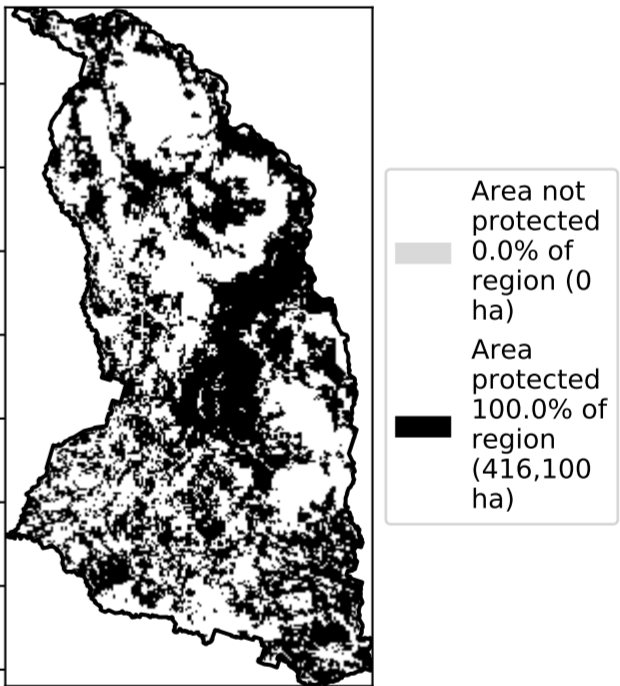 Area not
protected
0.0% of
region (0
ha)
Area
protected
100.0% of
region
(416,100
ha)